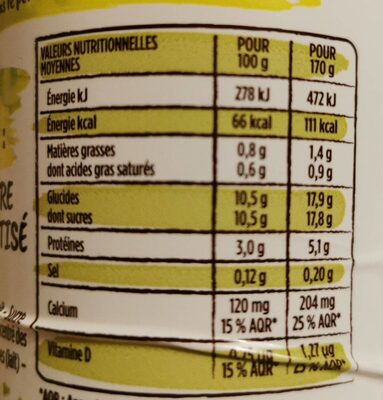 VALEURS NUTRITIONNELLES MOYENNES POUR 100 g POUR 170 g
Énergie kJ 278 kJ 472 kJ
Énergie kcal 66 kcal 111 kcal
Matières grasses 0,8 g 1,4 g
dont acides gras saturés 0,6 g 0,9 g
Glucides 10,5 g 17,9 g
dont sucres 10,5 g 17,8 g
Protéines 3,0 g 5,1 g
Sel 0,12 g 0,20 g
Calcium 120 mg 204 mg
15 % AQR* 25 % AQR*
Vitamine D 1,27 µg
15 % AQR*